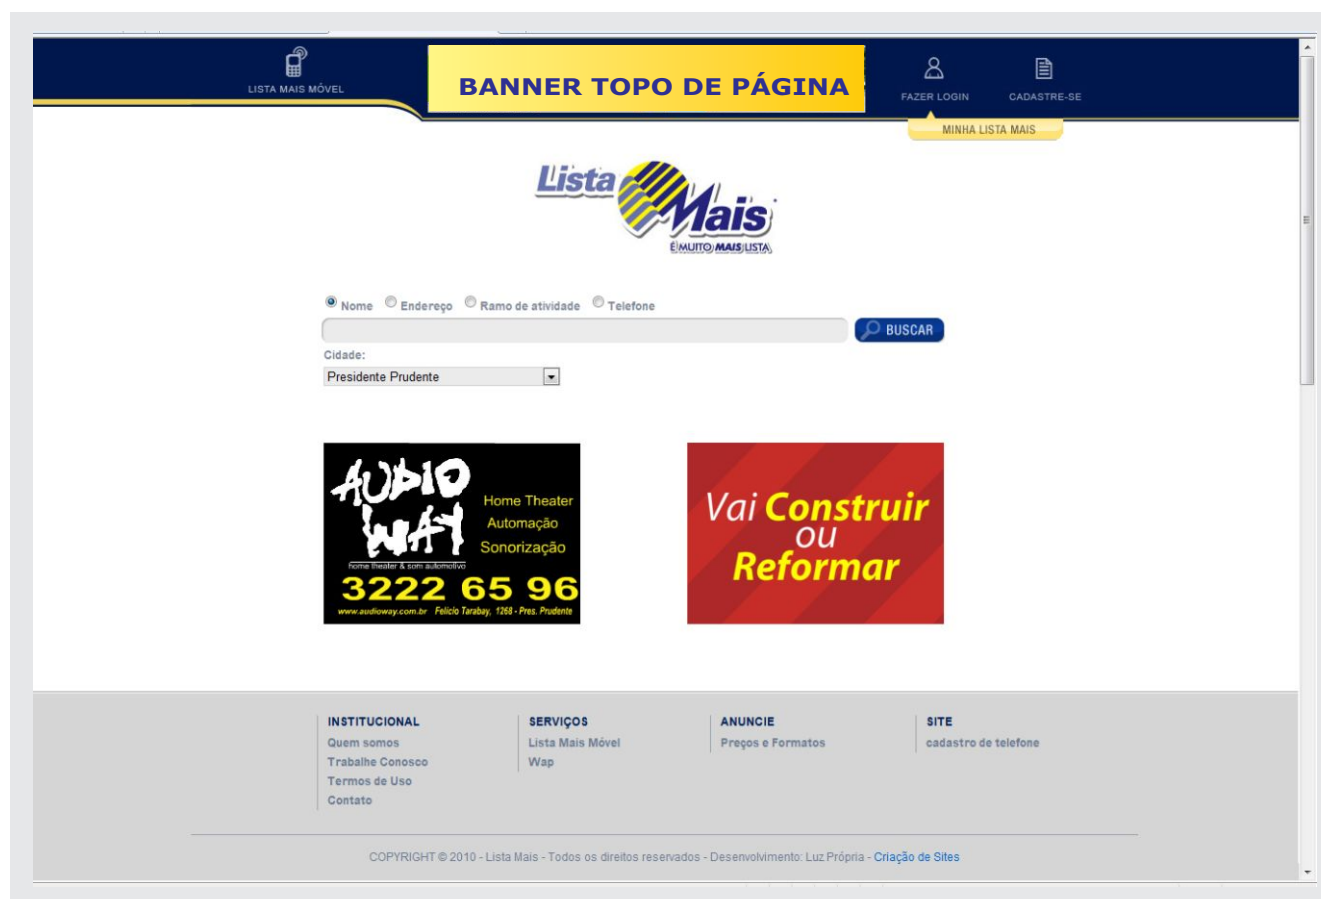 LISTA MAIS MÓVEL
BANNER TOPO DE PÁGINA
FAZER LOGIN
CADASTRE-SE
MINHA LISTA MAIS
Lista
Mais
É MUITO MAIS LISTA
Nome Endereço Ramo de atividade Telefone
BUSCAR
Cidade:
Presidente Prudente
AUDIO
WAY
home theater & som automotivo
Home Theater
Automação
Sonorização
3222 65 96
www.audioway.com.br Felício Tarabay, 1268 - Pres. Prudente
Vai Construir
ou
Reformar
INSTITUCIONAL
Quem somos
Trabalhe Conosco
Termos de Uso
Contato
SERVIÇOS
Lista Mais Móvel
Wap
ANUNCIE
Preços e Formatos
SITE
cadastro de telefone
COPYRIGHT © 2010 - Lista Mais - Todos os direitos reservados - Desenvolvimento: Luz Própria - Criação de Sites